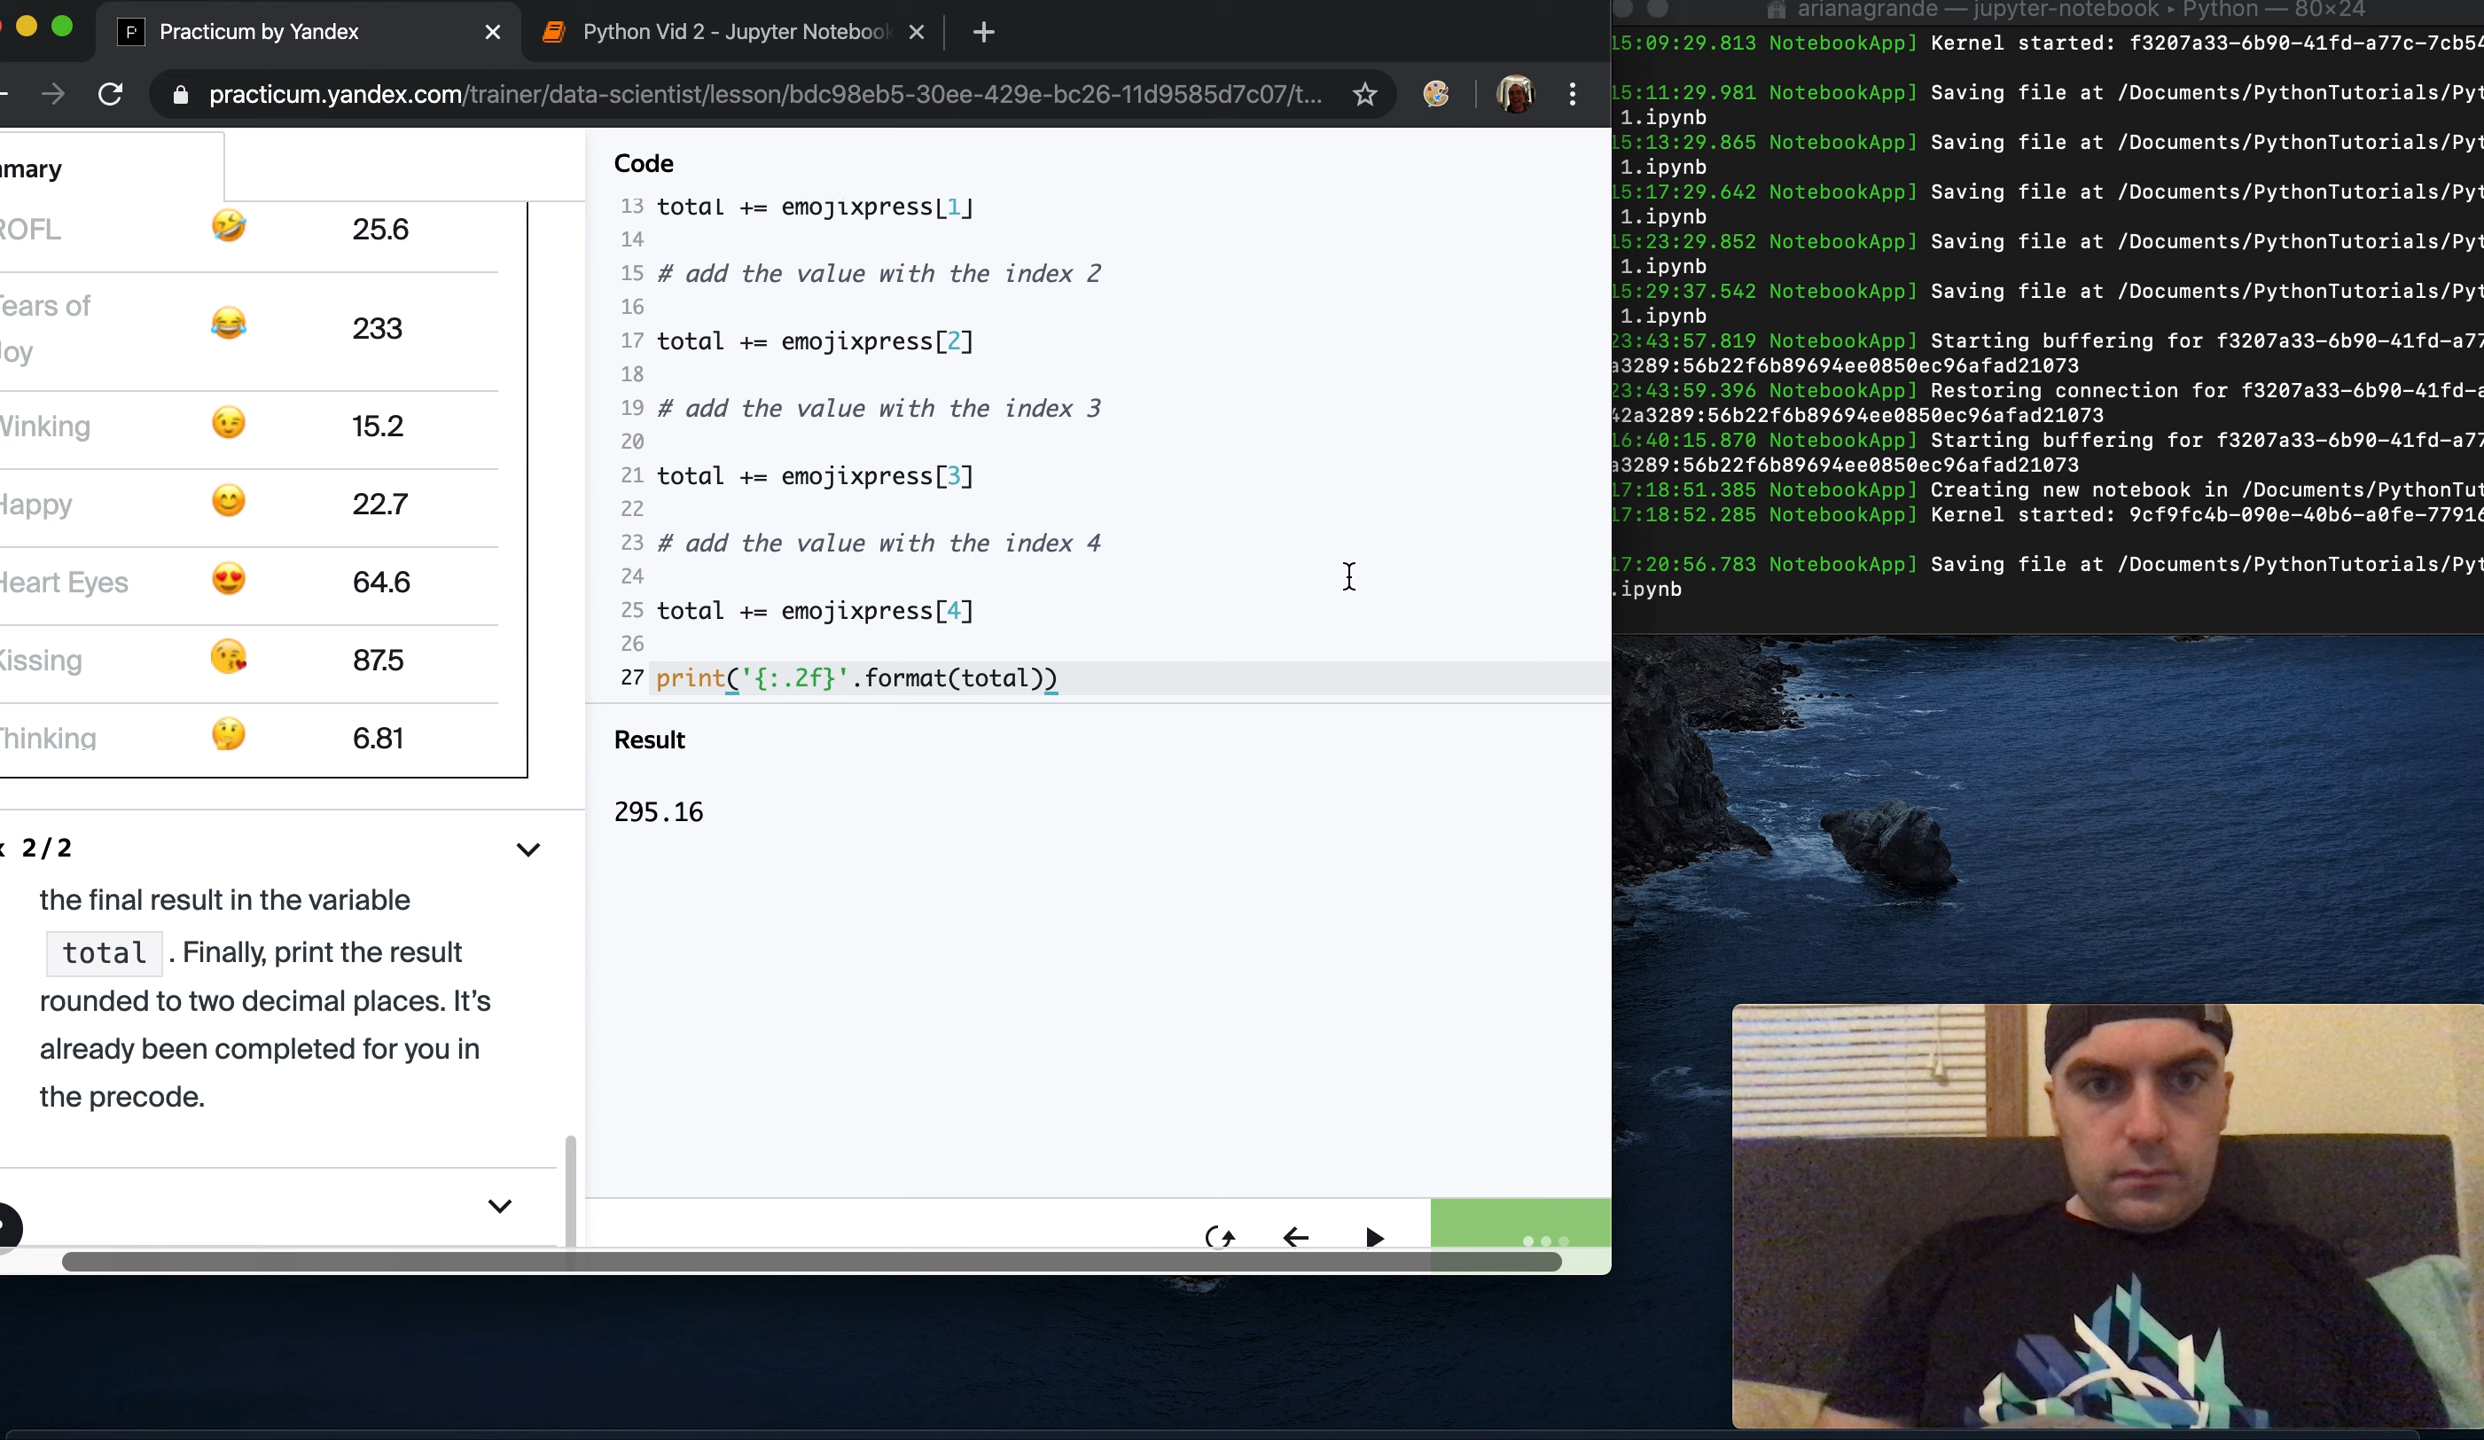 Practicum by Yandex
Python Vid 2 - Jupyter Notebook
practicum.yandex.com/trainer/data-scientist/lesson/bdc98eb5-30ee-429e-bc26-11d9585d7c07/t...
mmary
ROFL 🤣 25.6
Tears of
Joy 😂 233
Winking 😉 15.2
Happy 😊 22.7
Heart Eyes 😍 64.6
Kissing 😘 87.5
Thinking 🤔 6.81
2/2
the final result in the variable
total . Finally, print the result
rounded to two decimal places. It's
already been completed for you in
the precode.
Code
13 total += emojixpress[1]
14
15 # add the value with the index 2
16
17 total += emojixpress[2]
18
19 # add the value with the index 3
20
21 total += emojixpress[3]
22
23 # add the value with the index 4
24
25 total += emojixpress[4]
26
27 print('{:.2f}'.format(total))
Result
295.16
arianagrande — jupyter-notebook ▸ Python — 80×24
15:09:29.813 NotebookApp] Kernel started: f3207a33-6b90-41fd-a77c-7cb54
15:11:29.981 NotebookApp] Saving file at /Documents/PythonTutorials/Pyt
1.ipynb
15:13:29.865 NotebookApp] Saving file at /Documents/PythonTutorials/Pyt
1.ipynb
15:17:29.642 NotebookApp] Saving file at /Documents/PythonTutorials/Pyt
1.ipynb
15:23:29.852 NotebookApp] Saving file at /Documents/PythonTutorials/Pyt
1.ipynb
15:29:37.542 NotebookApp] Saving file at /Documents/PythonTutorials/Pyt
1.ipynb
23:43:57.819 NotebookApp] Starting buffering for f3207a33-6b90-41fd-a77
a3289:56b22f6b89694ee0850ec96afad21073
23:43:59.396 NotebookApp] Restoring connection for f3207a33-6b90-41fd-a
42a3289:56b22f6b89694ee0850ec96afad21073
16:40:15.870 NotebookApp] Starting buffering for f3207a33-6b90-41fd-a77
a3289:56b22f6b89694ee0850ec96afad21073
17:18:51.385 NotebookApp] Creating new notebook in /Documents/PythonTut
17:18:52.285 NotebookApp] Kernel started: 9cf9fc4b-090e-40b6-a0fe-77916
17:20:56.783 NotebookApp] Saving file at /Documents/PythonTutorials/Pyt
.ipynb